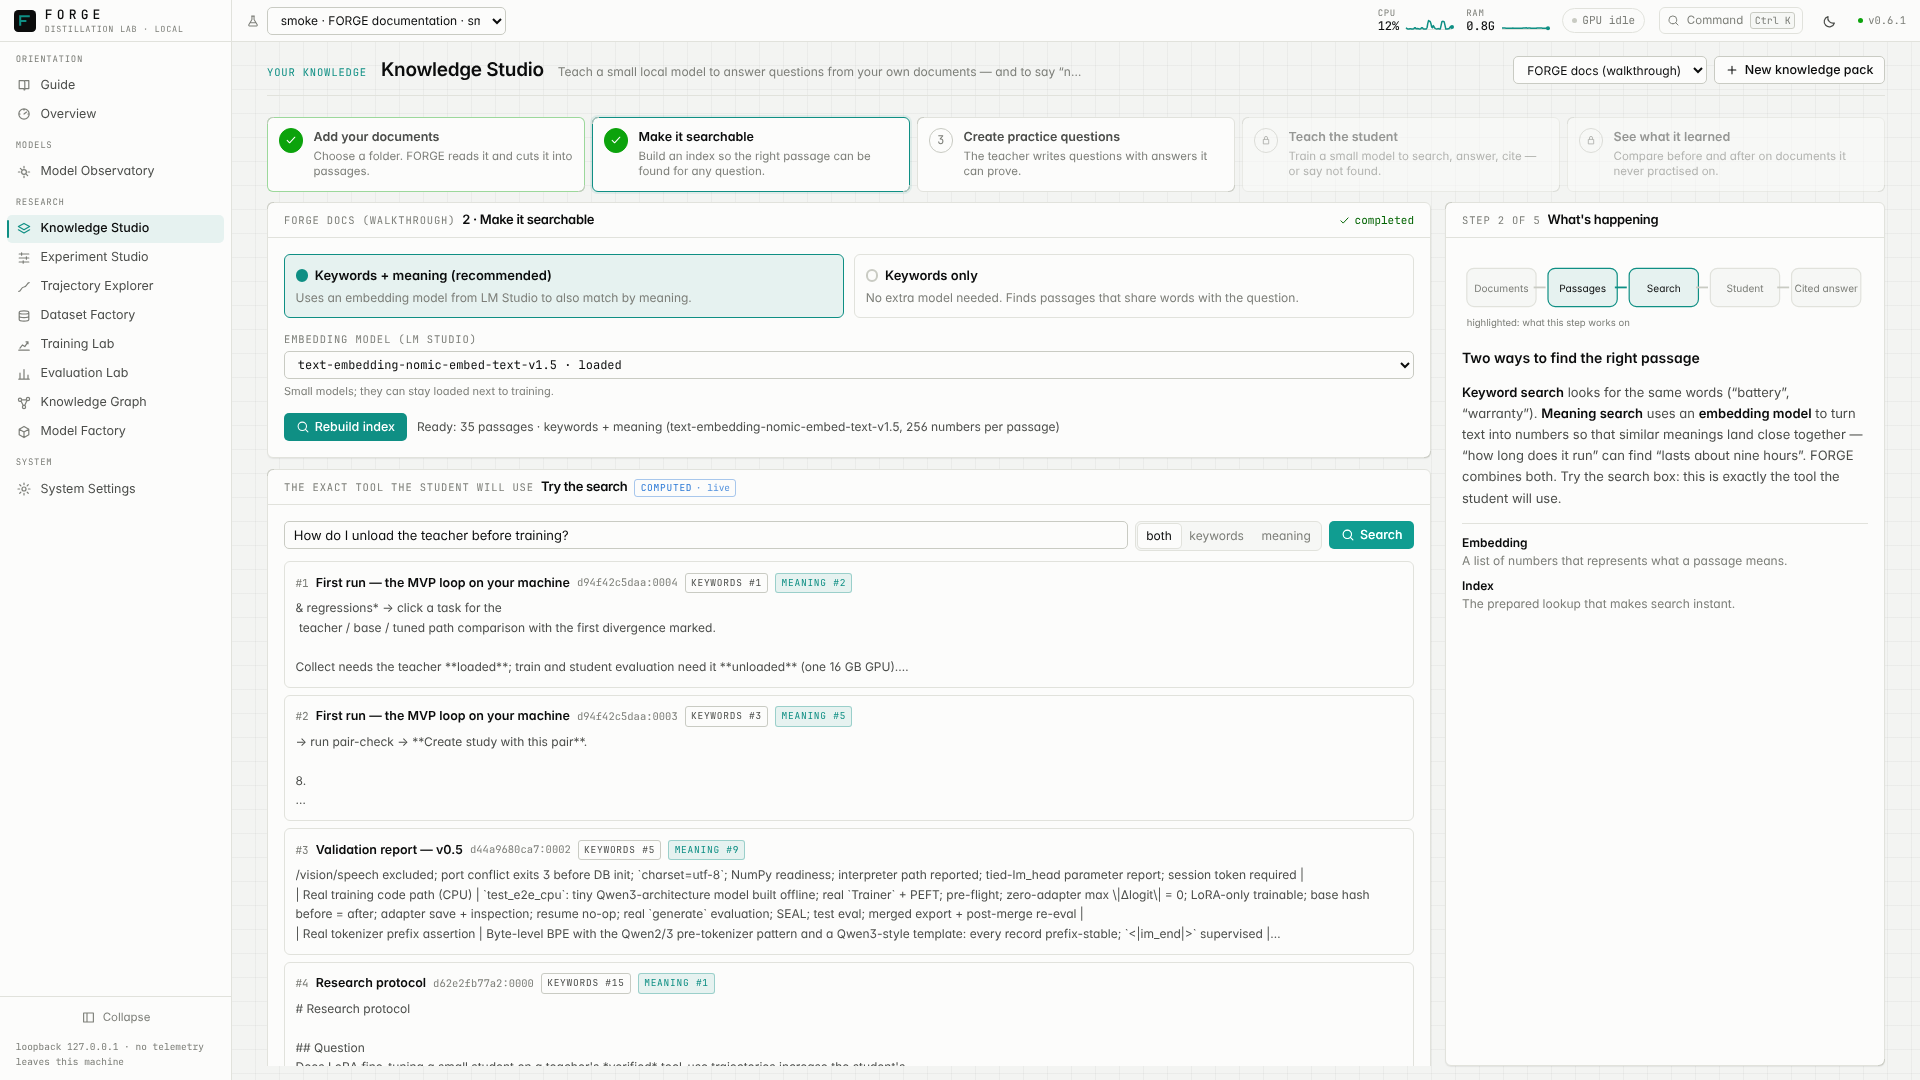 FORGE
DISTILLATION LAB · LOCAL
smoke · FORGE documentation · sm
CPU
12%
RAM
0.8G
GPU idle
Command
Ctrl K
v0.6.1
ORIENTATION
Guide
Overview
MODELS
Model Observatory
RESEARCH
Knowledge Studio
Experiment Studio
Trajectory Explorer
Dataset Factory
Training Lab
Evaluation Lab
Knowledge Graph
Model Factory
SYSTEM
System Settings
Collapse
loopback 127.0.0.1 · no telemetry
leaves this machine
YOUR KNOWLEDGE Knowledge Studio Teach a small local model to answer questions from your own documents — and to say “n...
FORGE docs (walkthrough)
+ New knowledge pack
Add your documents
Choose a folder. FORGE reads it and cuts it into
passages.
Make it searchable
Build an index so the right passage can be
found for any question.
3
Create practice questions
The teacher writes questions with answers it
can prove.
Teach the student
Train a small model to search, answer, cite —
or say not found.
See what it learned
Compare before and after on documents it
never practised on.
FORGE DOCS (WALKTHROUGH) 2 · Make it searchable
✓ completed
Keywords + meaning (recommended)
Uses an embedding model from LM Studio to also match by meaning.
Keywords only
No extra model needed. Finds passages that share words with the question.
EMBEDDING MODEL (LM STUDIO)
text-embedding-nomic-embed-text-v1.5 · loaded
Small models; they can stay loaded next to training.
Rebuild index
Ready: 35 passages · keywords + meaning (text-embedding-nomic-embed-text-v1.5, 256 numbers per passage)
THE EXACT TOOL THE STUDENT WILL USE Try the search COMPUTED · live
How do I unload the teacher before training?
both
keywords
meaning
Search
#1 First run — the MVP loop on your machine d94f42c5daa:0004 KEYWORDS #1 MEANING #2
& regressions* → click a task for the
teacher / base / tuned path comparison with the first divergence marked.
Collect needs the teacher **loaded**; train and student evaluation need it **unloaded** (one 16 GB GPU)....
#2 First run — the MVP loop on your machine d94f42c5daa:0003 KEYWORDS #3 MEANING #5
→ run pair-check → **Create study with this pair**.
8.
...
#3 Validation report — v0.5 d44a9680ca7:0002 KEYWORDS #5 MEANING #9
/vision/speech excluded; port conflict exits 3 before DB init; `charset=utf-8`; NumPy readiness; interpreter path reported; tied-lm_head parameter report; session token required |
| Real training code path (CPU) | `test_e2e_cpu`: tiny Qwen3-architecture model built offline; real `Trainer` + PEFT; pre-flight; zero-adapter max \|Δlogit\| = 0; LoRA-only trainable; base hash
before = after; adapter save + inspection; resume no-op; real `generate` evaluation; SEAL; test eval; merged export + post-merge re-eval |
| Real tokenizer prefix assertion | Byte-level BPE with the Qwen2/3 pre-tokenizer pattern and a Qwen3-style template: every record prefix-stable; `<|im_end|>` supervised |...
#4 Research protocol d62e2fb77a2:0000 KEYWORDS #15 MEANING #1
# Research protocol
## Question
Does LoRA fine-tuning a small student on a teacher's *verified* tool-use trajectories increase the student's
STEP 2 OF 5 What's happening
Documents
Passages
Search
Student
Cited answer
highlighted: what this step works on
Two ways to find the right passage
Keyword search looks for the same words (“battery”,
“warranty”). Meaning search uses an embedding model to turn
text into numbers so that similar meanings land close together —
“how long does it run” can find “lasts about nine hours”. FORGE
combines both. Try the search box: this is exactly the tool the
student will use.
Embedding
A list of numbers that represents what a passage means.
Index
The prepared lookup that makes search instant.